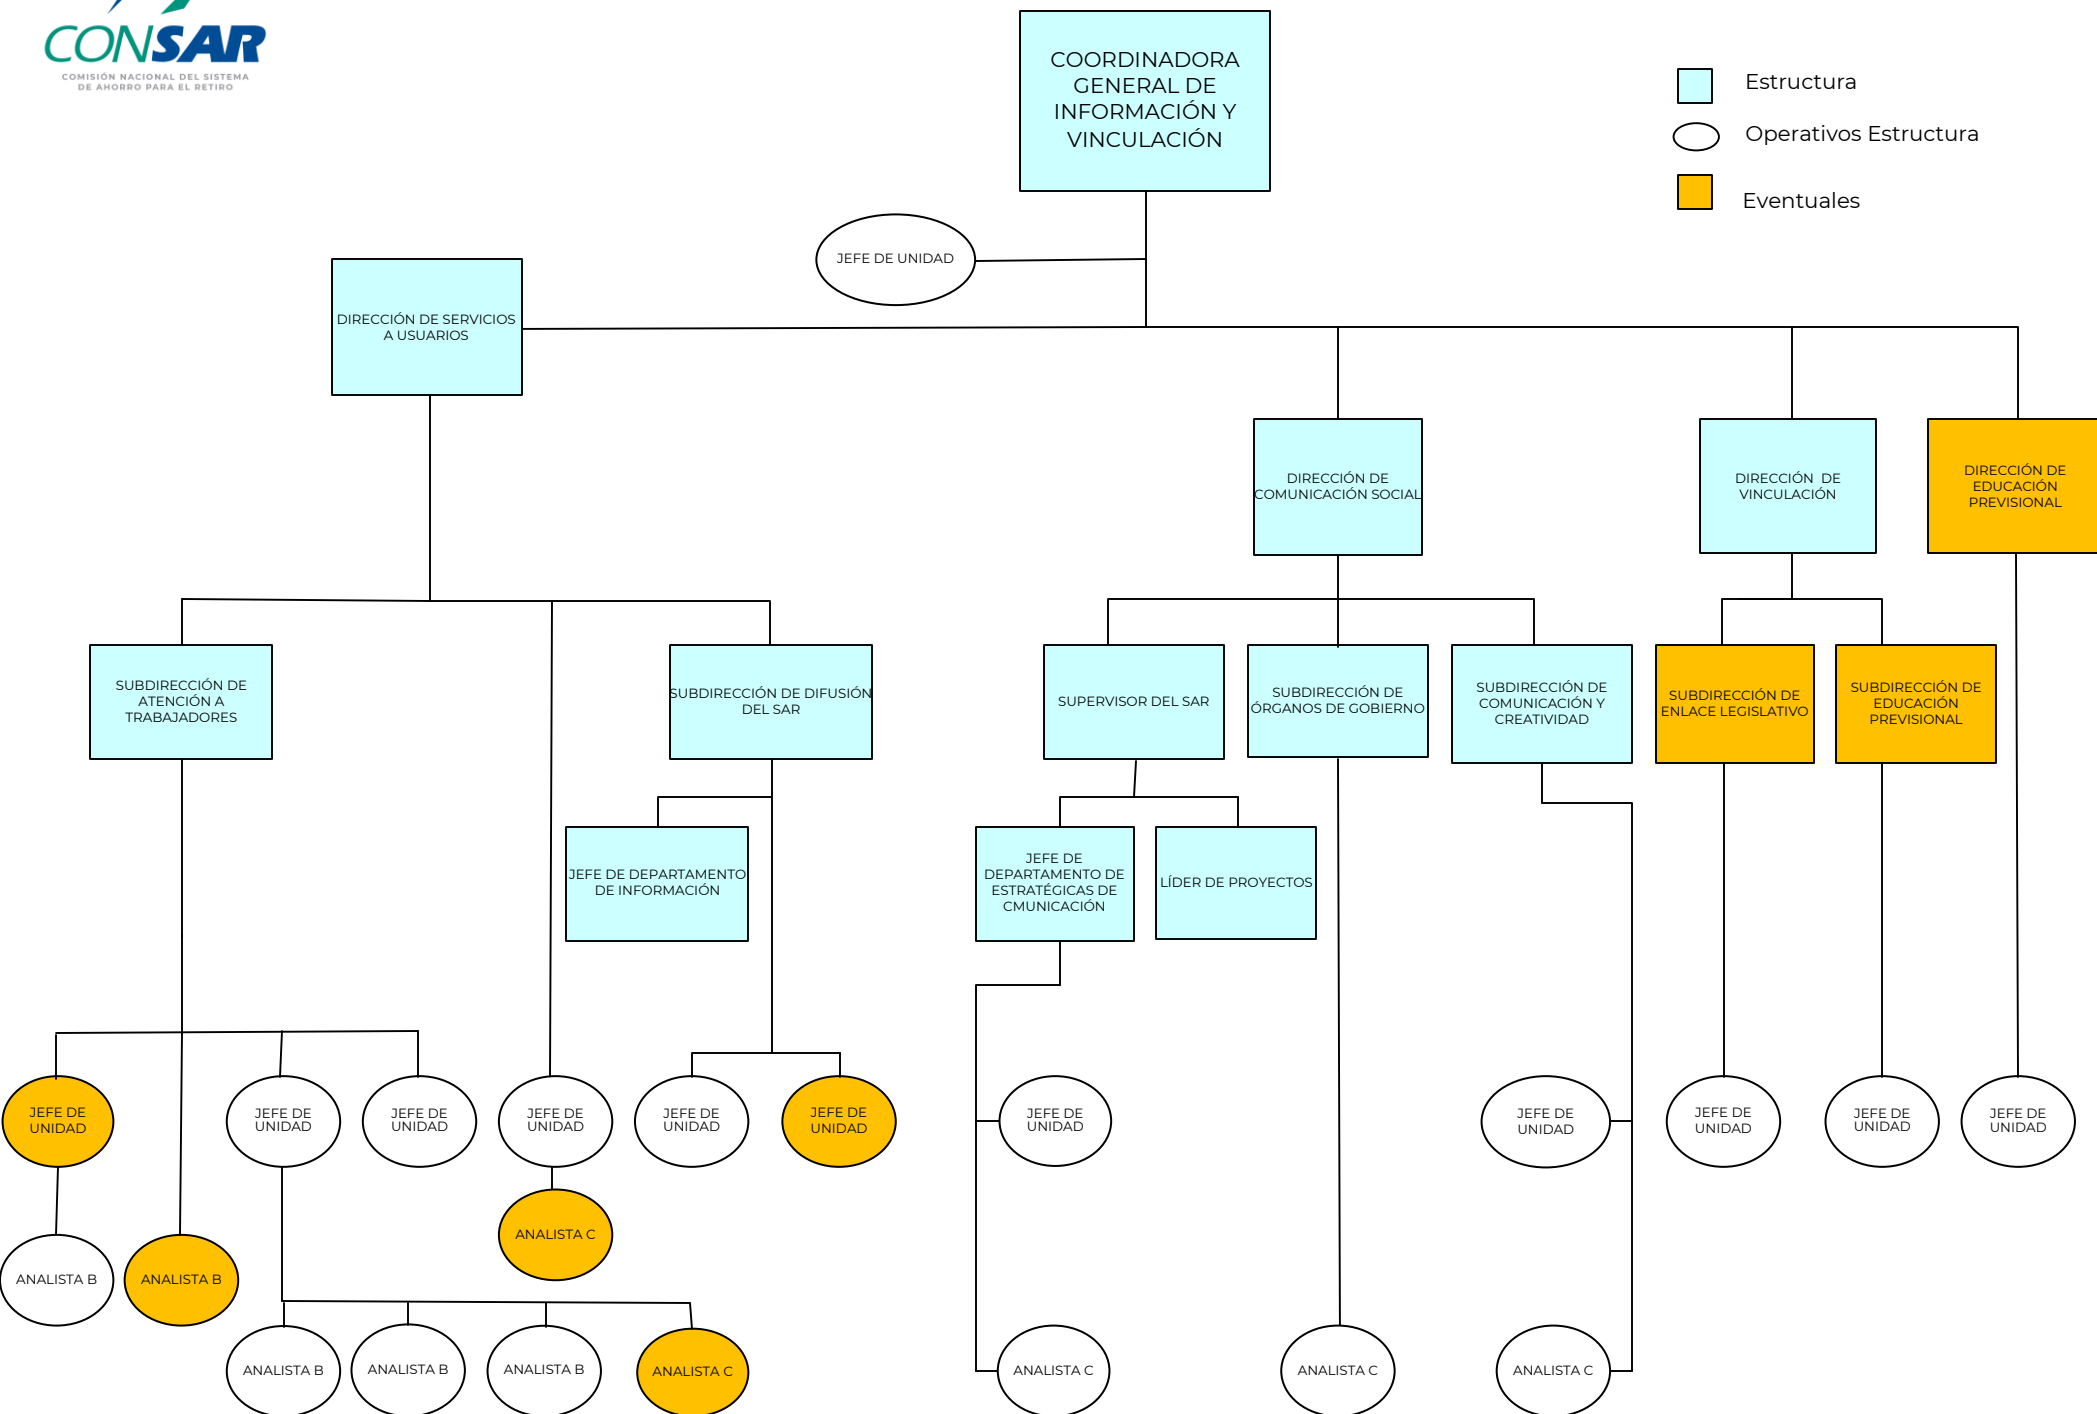 CONSAR
COMISIÓN NACIONAL DEL SISTEMA
DE AHORRO PARA EL RETIRO
COORDINADORA
GENERAL DE
INFORMACIÓN Y
VINCULACIÓN
Estructura
Operativos Estructura
Eventuales
JEFE DE UNIDAD
DIRECCIÓN DE SERVICIOS
A USUARIOS
DIRECCIÓN DE
COMUNICACIÓN SOCIAL
DIRECCIÓN  DE
VINCULACIÓN
DIRECCIÓN DE
EDUCACIÓN
PREVISIONAL
SUBDIRECCIÓN DE
ATENCIÓN A
TRABAJADORES
SUBDIRECCIÓN DE DIFUSIÓN
DEL SAR
SUPERVISOR DEL SAR
SUBDIRECCIÓN DE
ÓRGANOS DE GOBIERNO
SUBDIRECCIÓN DE
COMUNICACIÓN Y
CREATIVIDAD
SUBDIRECCIÓN DE
ENLACE LEGISLATIVO
SUBDIRECCIÓN DE
EDUCACIÓN
PREVISIONAL
JEFE DE DEPARTAMENTO
DE INFORMACIÓN
JEFE DE
DEPARTAMENTO DE
ESTRATÉGICAS DE
CMUNICACIÓN
LÍDER DE PROYECTOS
JEFE DE
UNIDAD
JEFE DE
UNIDAD
JEFE DE
UNIDAD
JEFE DE
UNIDAD
JEFE DE
UNIDAD
JEFE DE
UNIDAD
JEFE DE
UNIDAD
JEFE DE
UNIDAD
JEFE DE
UNIDAD
JEFE DE
UNIDAD
JEFE DE
UNIDAD
ANALISTA C
ANALISTA B
ANALISTA B
ANALISTA B
ANALISTA B
ANALISTA B
ANALISTA C
ANALISTA C
ANALISTA C
ANALISTA C